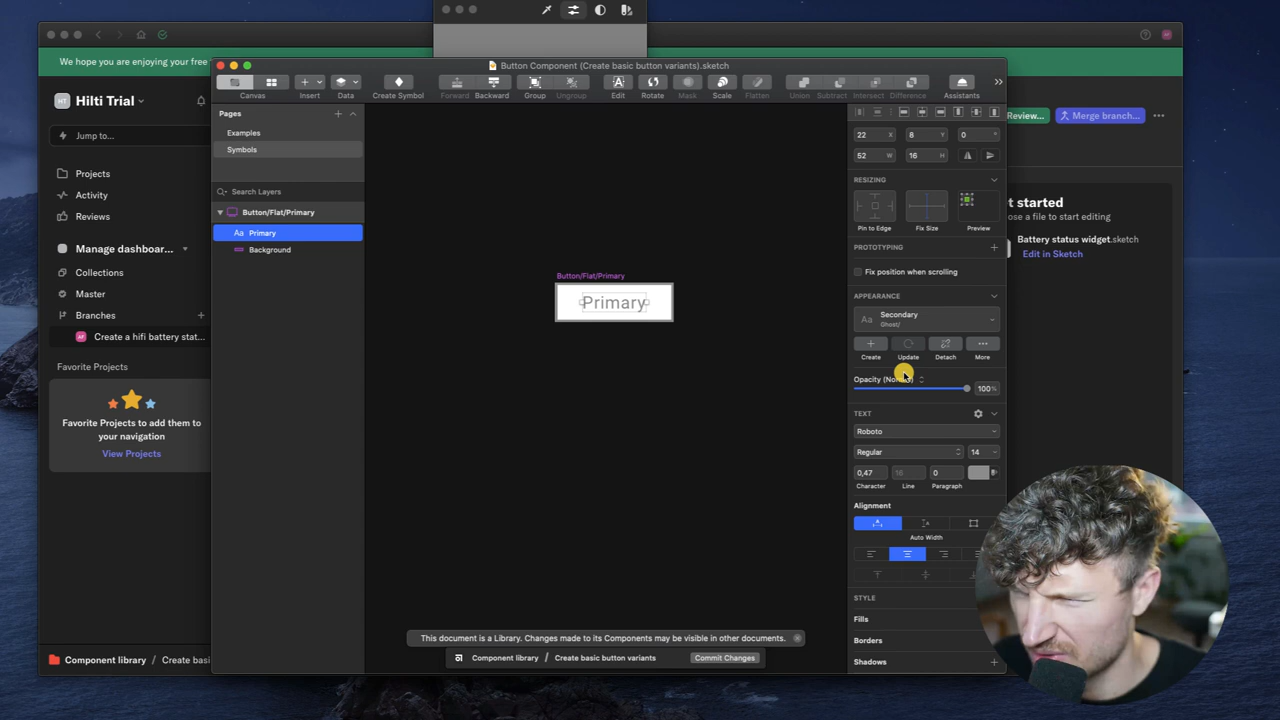 We hope you are enjoying your free
Hilti Trial
HT
Jump to...
Projects
Activity
Reviews
Manage dashboar...
Collections
Master
Branches
Create a hifi battery stat...
Favorite Projects
Favorite Projects to add them to
your navigation
View Projects
Component library / Create basi
Button Component (Create basic button variants).sketch
Canvas
Insert
Data
Create Symbol
Forward
Backward
Group
Ungroup
Edit
Rotate
Mask
Scale
Flatten
Union
Subtract
Intersect
Difference
Assistants
Pages
Examples
Symbols
Search Layers
Button/Flat/Primary
Aa Primary
Background
Button/Flat/Primary
Primary
This document is a Library. Changes made to its Components may be visible in other documents.
Component library / Create basic button variants
Commit Changes
22 X
8 Y
0 °
52 W
16 H
RESIZING
Pin to Edge
Fix Size
Preview
PROTOTYPING
Fix position when scrolling
APPEARANCE
Aa
Secondary
Ghost/
Create
Update
Detach
More
Opacity (Normal)
100%
TEXT
Roboto
Regular
14
0,47
16
0
Character
Line
Paragraph
Alignment
Auto Width
STYLE
Fills
Borders
Shadows
Review...
Merge branch...
t started
ose a file to start editing
Battery status widget.sketch
Edit in Sketch